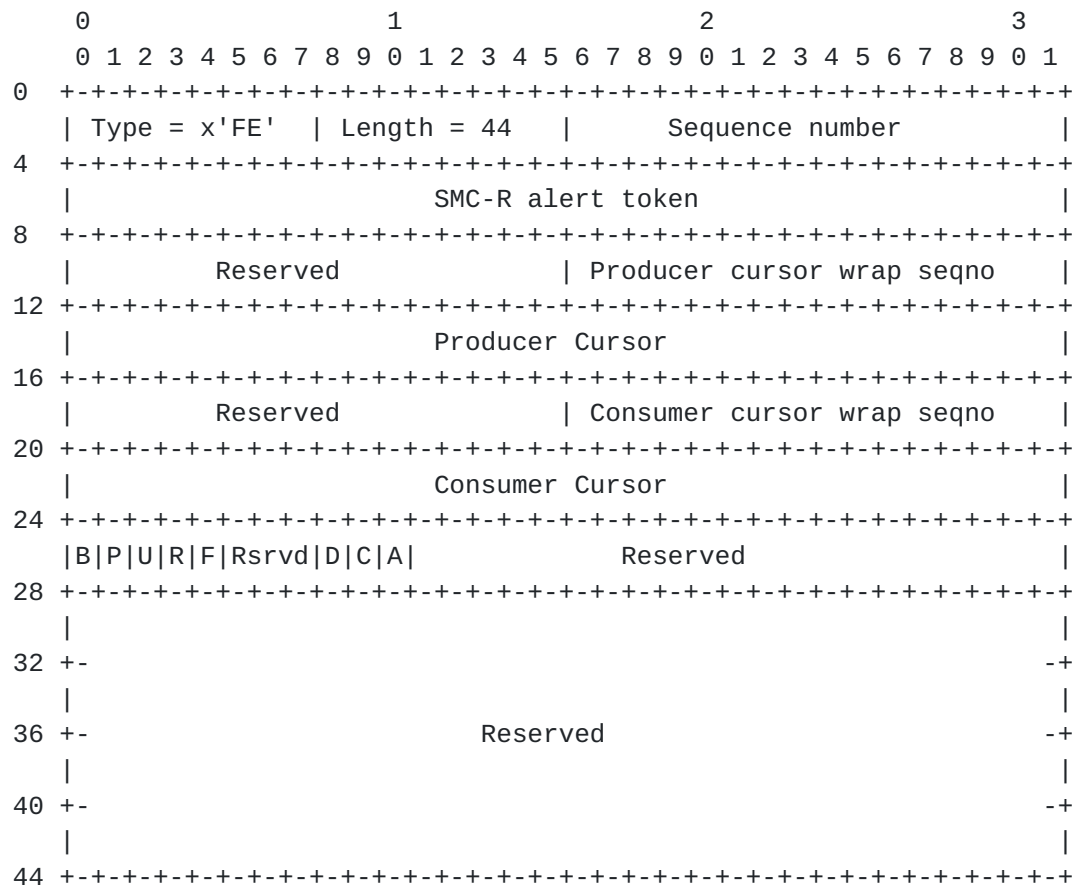 0                   1                   2                   3
    0 1 2 3 4 5 6 7 8 9 0 1 2 3 4 5 6 7 8 9 0 1 2 3 4 5 6 7 8 9 0 1
0  +-+-+-+-+-+-+-+-+-+-+-+-+-+-+-+-+-+-+-+-+-+-+-+-+-+-+-+-+-+-+-+-+
   | Type = x'FE'  | Length = 44   |      Sequence number          |
4  +-+-+-+-+-+-+-+-+-+-+-+-+-+-+-+-+-+-+-+-+-+-+-+-+-+-+-+-+-+-+-+-+
   |                       SMC-R alert token                       |
8  +-+-+-+-+-+-+-+-+-+-+-+-+-+-+-+-+-+-+-+-+-+-+-+-+-+-+-+-+-+-+-+-+
   |         Reserved              | Producer cursor wrap seqno    |
12 +-+-+-+-+-+-+-+-+-+-+-+-+-+-+-+-+-+-+-+-+-+-+-+-+-+-+-+-+-+-+-+-+
   |                       Producer Cursor                         |
16 +-+-+-+-+-+-+-+-+-+-+-+-+-+-+-+-+-+-+-+-+-+-+-+-+-+-+-+-+-+-+-+-+
   |         Reserved              | Consumer cursor wrap seqno    |
20 +-+-+-+-+-+-+-+-+-+-+-+-+-+-+-+-+-+-+-+-+-+-+-+-+-+-+-+-+-+-+-+-+
   |                       Consumer Cursor                         |
24 +-+-+-+-+-+-+-+-+-+-+-+-+-+-+-+-+-+-+-+-+-+-+-+-+-+-+-+-+-+-+-+-+
   |B|P|U|R|F|Rsrvd|D|C|A|             Reserved                    |
28 +-+-+-+-+-+-+-+-+-+-+-+-+-+-+-+-+-+-+-+-+-+-+-+-+-+-+-+-+-+-+-+-+
   |                                                               |
32 +-                                                             -+
   |                                                               |
36 +-                         Reserved                            -+
   |                                                               |
40 +-                                                             -+
   |                                                               |
44 +-+-+-+-+-+-+-+-+-+-+-+-+-+-+-+-+-+-+-+-+-+-+-+-+-+-+-+-+-+-+-+-+